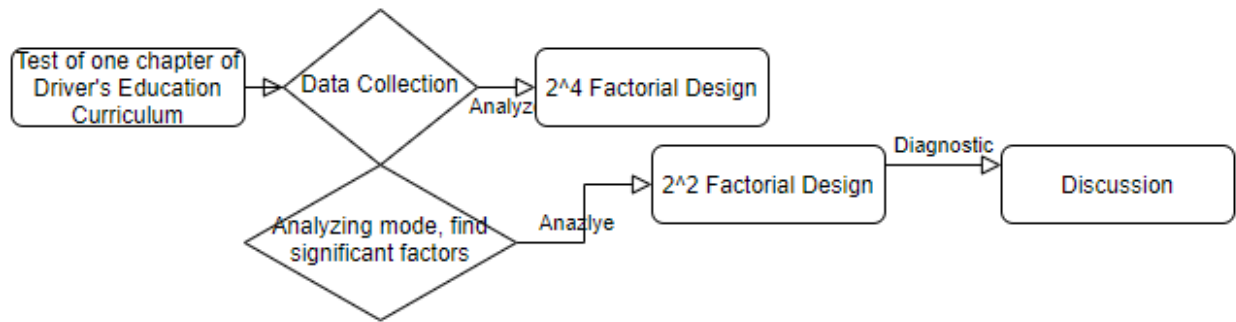 Test of one chapter of
Driver's Education
Curriculum
Data Collection
Analyz
2^4 Factorial Design
Analyzing mode, find
significant factors
Anazlye
2^2 Factorial Design
Diagnostic
Discussion